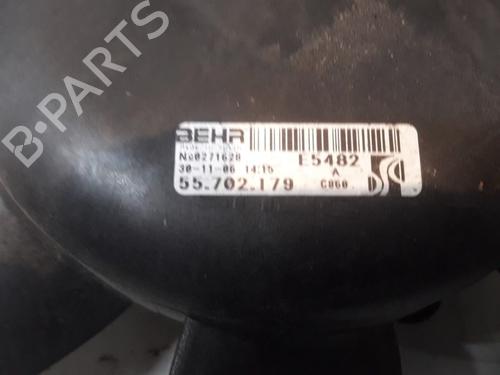 B-PARTS
BEHR
No0271628
E5482
30-11-06 14:15
A
55.702.179
C060